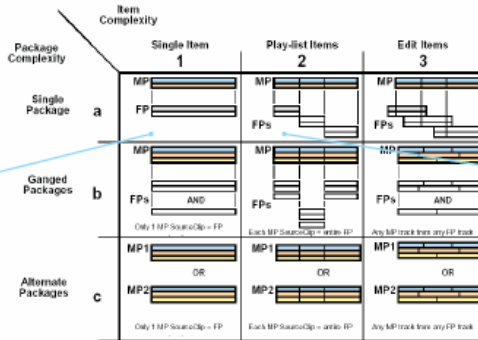 Item
Complexity
Package
Complexity
Single Item
Play-list Items
Edit Items
1
2
3
Single
Package
a
MP
FP
MP
FPs
MP
FPs
Ganged
Packages
b
MP
FPs
AND
Only 1 MP SourceClip = FP
MP
FPs
Each MP SourceClip = entire FP
MP
FPs
AND
Any MP track from any FP track
Alternate
Packages
c
MP1
OR
MP2
Only 1 MP SourceClip = FP
MP1
OR
MP2
Each MP SourceClip = entire FP
MP1
OR
MP2
Any MP track from any FP track